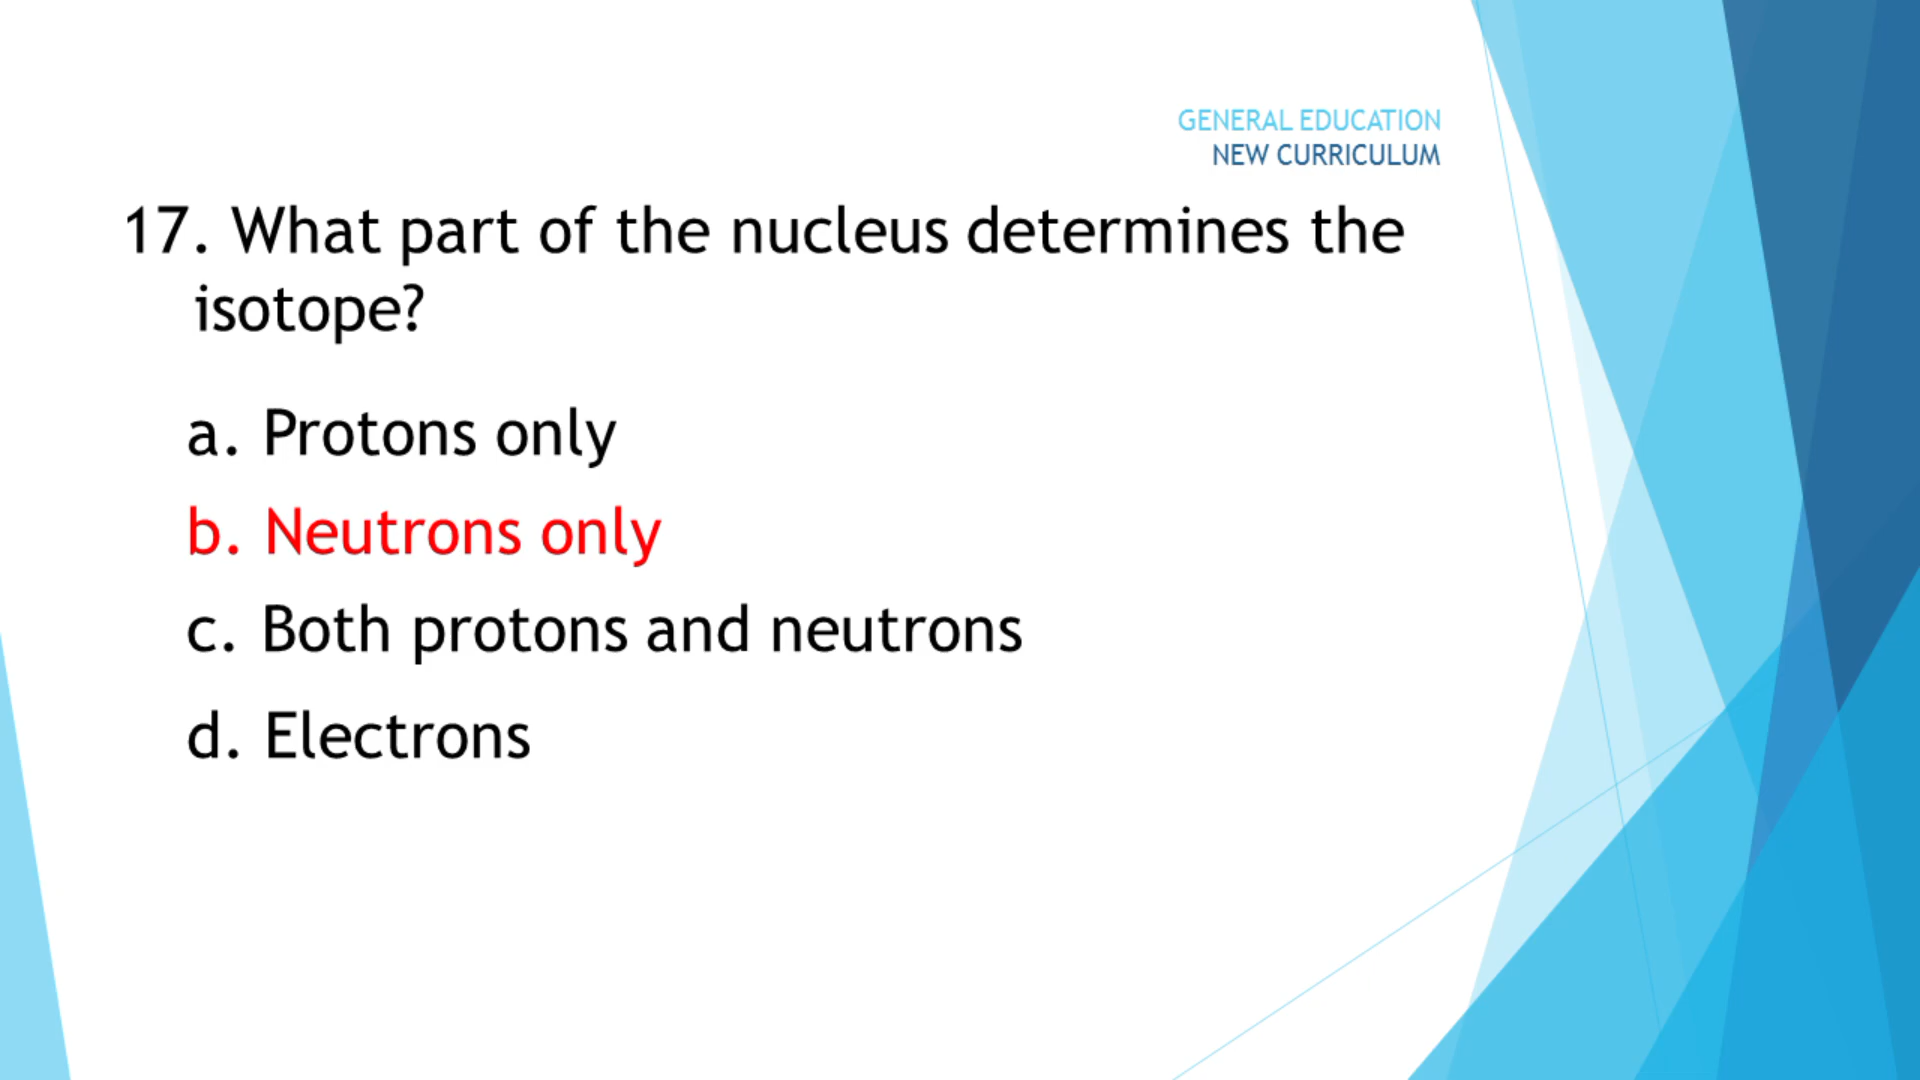 GENERAL EDUCATION
NEW CURRICULUM
17. What part of the nucleus determines the
isotope?
a. Protons only
b. Neutrons only
c. Both protons and neutrons
d. Electrons